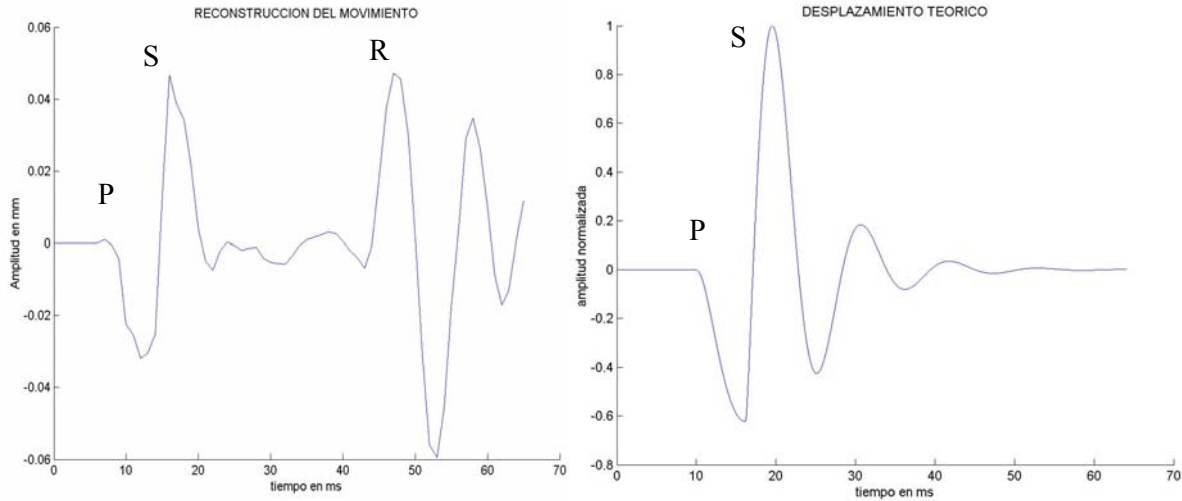 RECONSTRUCCION DEL MOVIMIENTO
0.06
0.04
0.02
0
-0.02
-0.04
-0.06
Amplitud en mm
P
S
R
0 10 20 30 40 50 60 70
tiempo en ms
DESPLAZAMIENTO TEORICO
1
0.8
0.6
0.4
0.2
0
-0.2
-0.4
-0.6
-0.8
amplitud normalizada
P
S
0 10 20 30 40 50 60 70
tiempo en ms